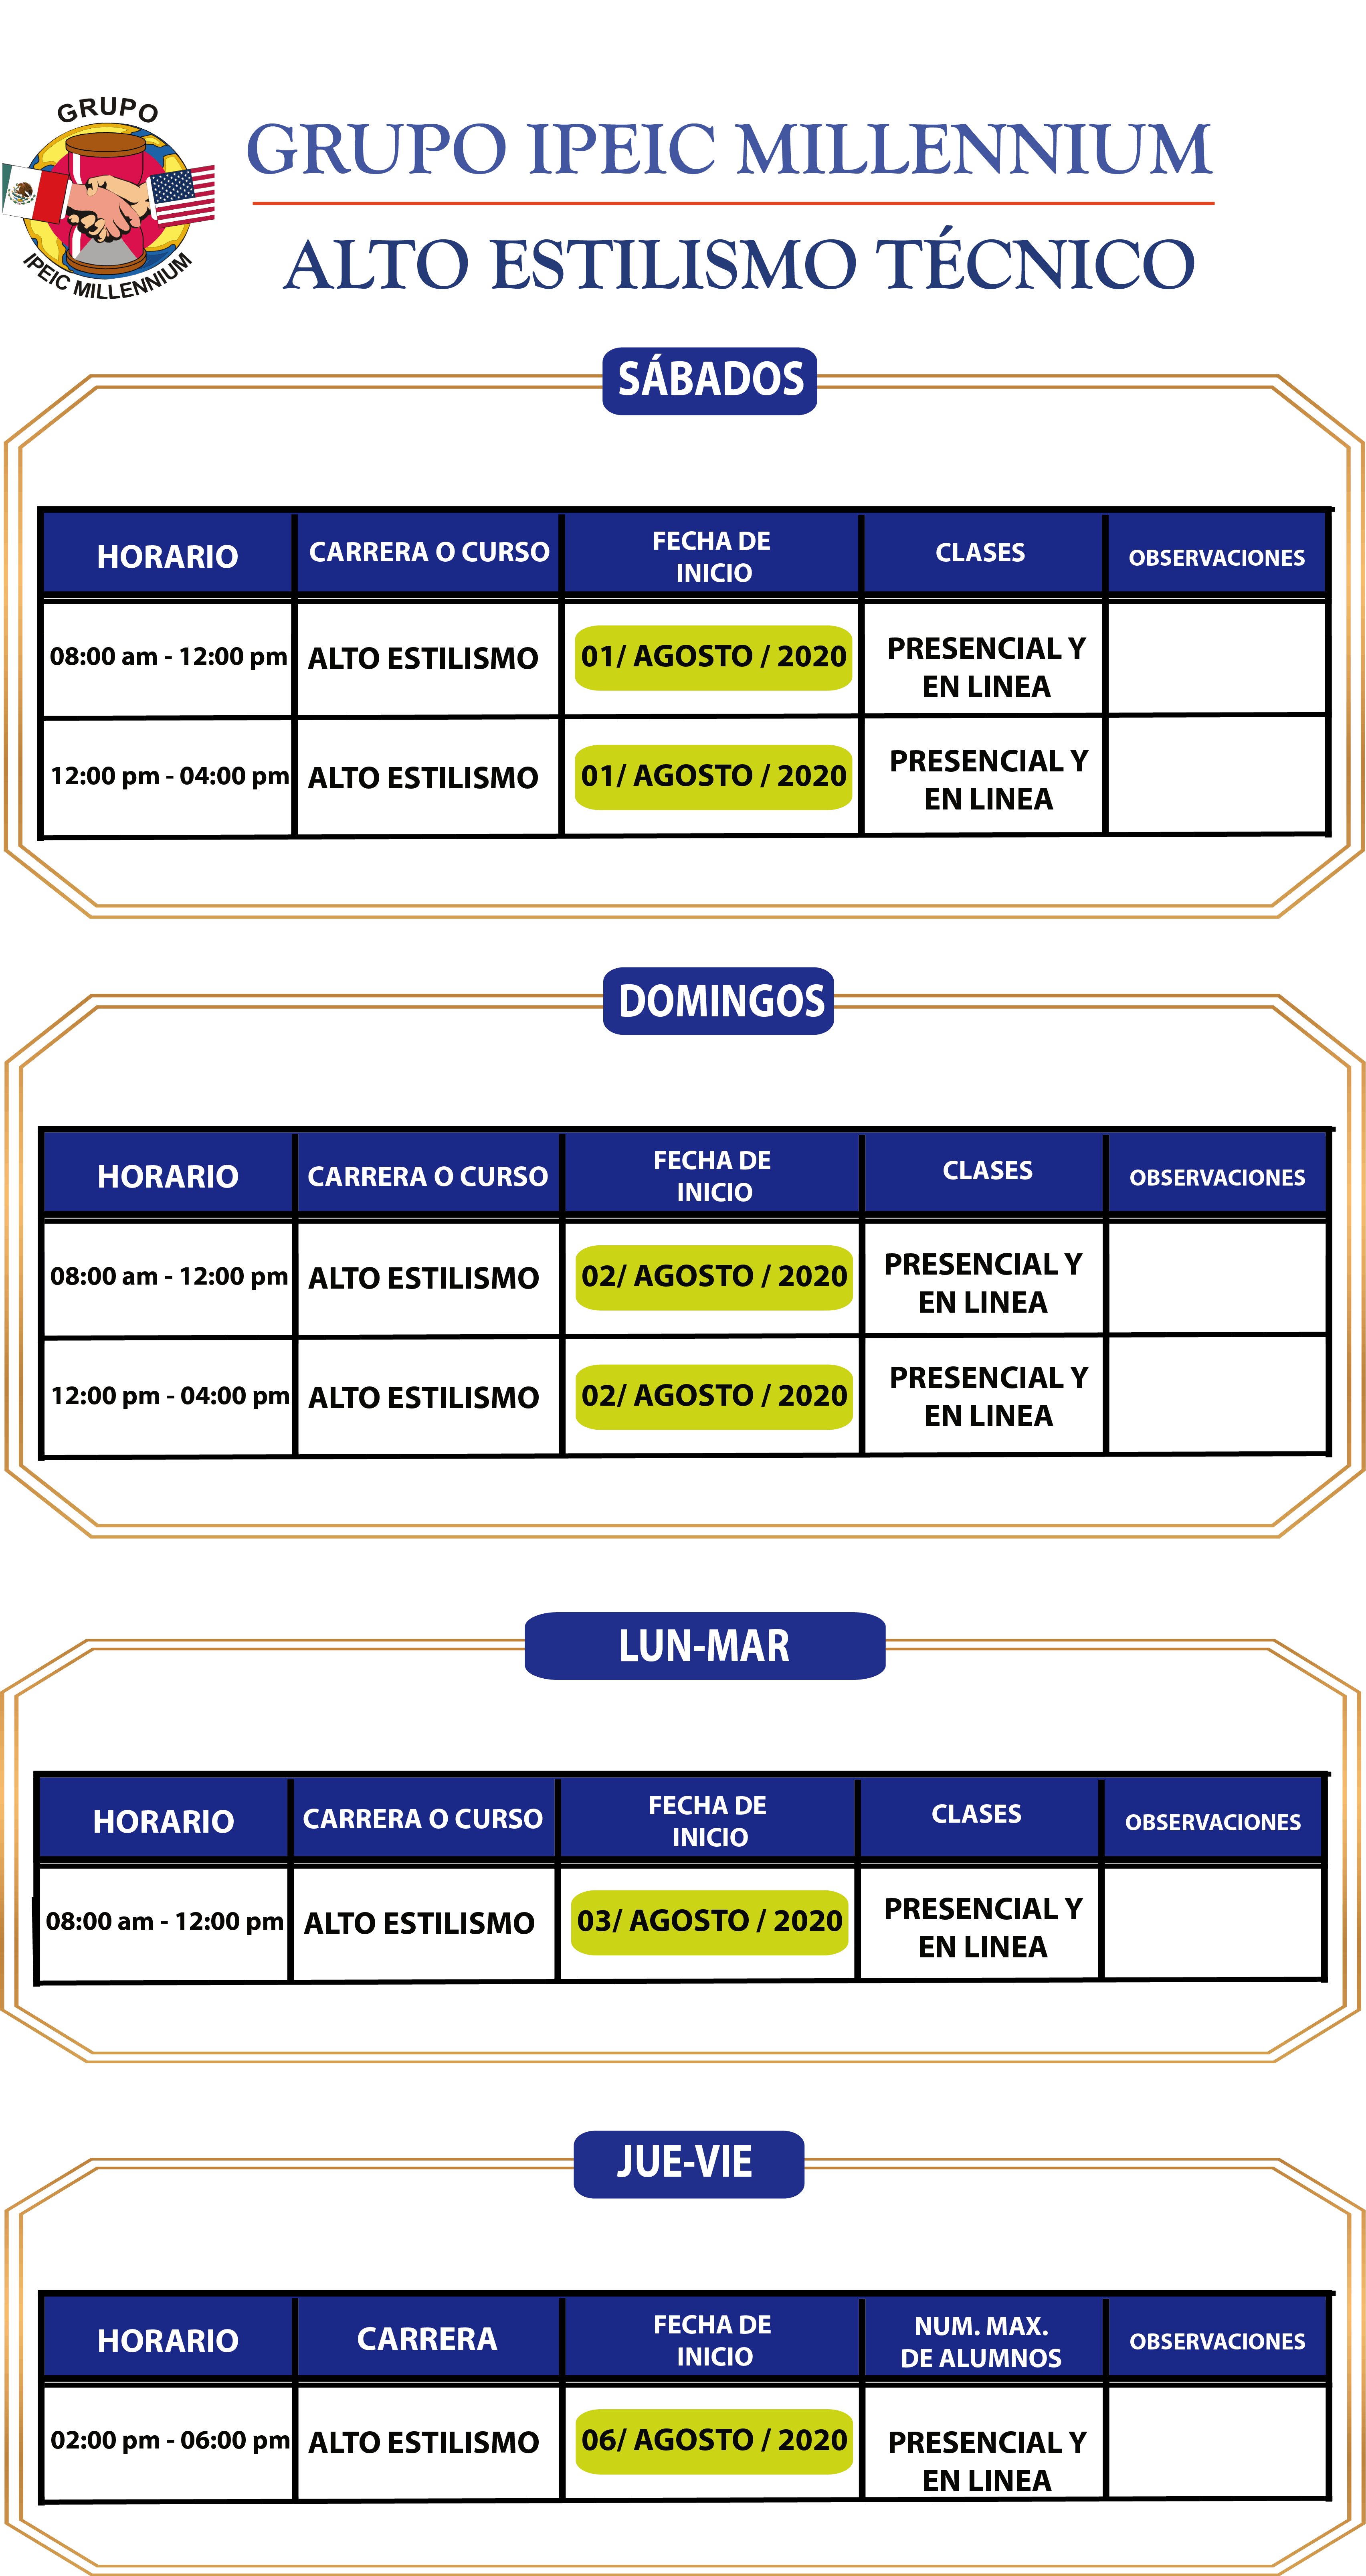 GRUPO
IPEIC MILLENNIUM
GRUPO IPEIC MILLENNIUM
ALTO ESTILISMO TÉCNICO
SÁBADOS
HORARIO CARRERA O CURSO FECHA DE INICIO CLASES OBSERVACIONES
08:00 am - 12:00 pm ALTO ESTILISMO 01/ AGOSTO / 2020 PRESENCIAL Y
EN LINEA
12:00 pm - 04:00 pm ALTO ESTILISMO 01/ AGOSTO / 2020 PRESENCIAL Y
EN LINEA
DOMINGOS
HORARIO CARRERA O CURSO FECHA DE INICIO CLASES OBSERVACIONES
08:00 am - 12:00 pm ALTO ESTILISMO 02/ AGOSTO / 2020 PRESENCIAL Y
EN LINEA
12:00 pm - 04:00 pm ALTO ESTILISMO 02/ AGOSTO / 2020 PRESENCIAL Y
EN LINEA
LUN-MAR
HORARIO CARRERA O CURSO FECHA DE INICIO CLASES OBSERVACIONES
08:00 am - 12:00 pm ALTO ESTILISMO 03/ AGOSTO / 2020 PRESENCIAL Y
EN LINEA
JUE-VIE
HORARIO CARRERA FECHA DE INICIO NUM. MAX. DE ALUMNOS OBSERVACIONES
02:00 pm - 06:00 pm ALTO ESTILISMO 06/ AGOSTO / 2020 PRESENCIAL Y
EN LINEA